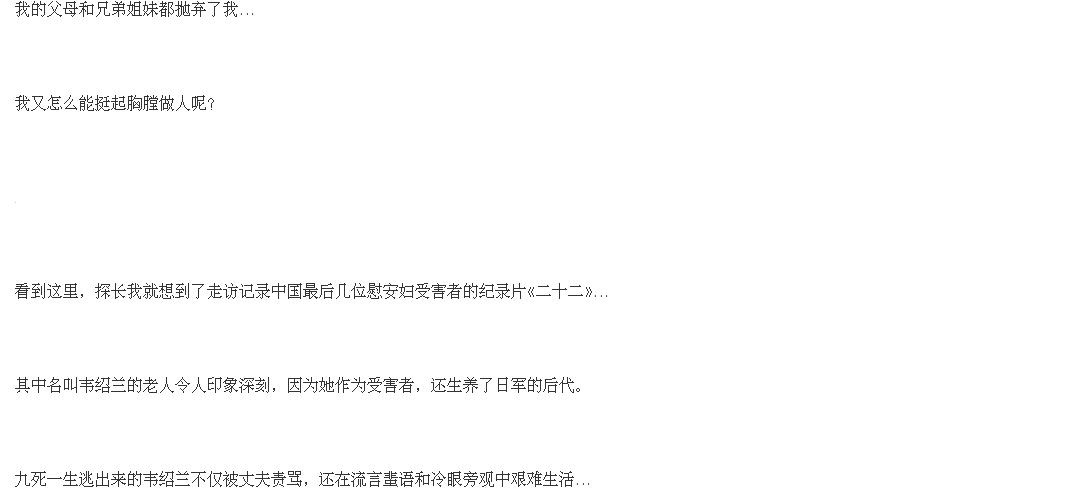 我的父母和兄弟姐妹都抛弃了我...
我又怎么能挺起胸膛做人呢?
看到这里，探长我就想到了走访记录中国最后几位慰安妇受害者的纪录片《二十二》...
其中名叫韦绍兰的老人令人印象深刻，因为她作为受害者，还生养了日军的后代。
九死一生逃出来的韦绍兰不仅被丈夫责骂，还在流言蜚语和冷眼旁观中艰难生活...